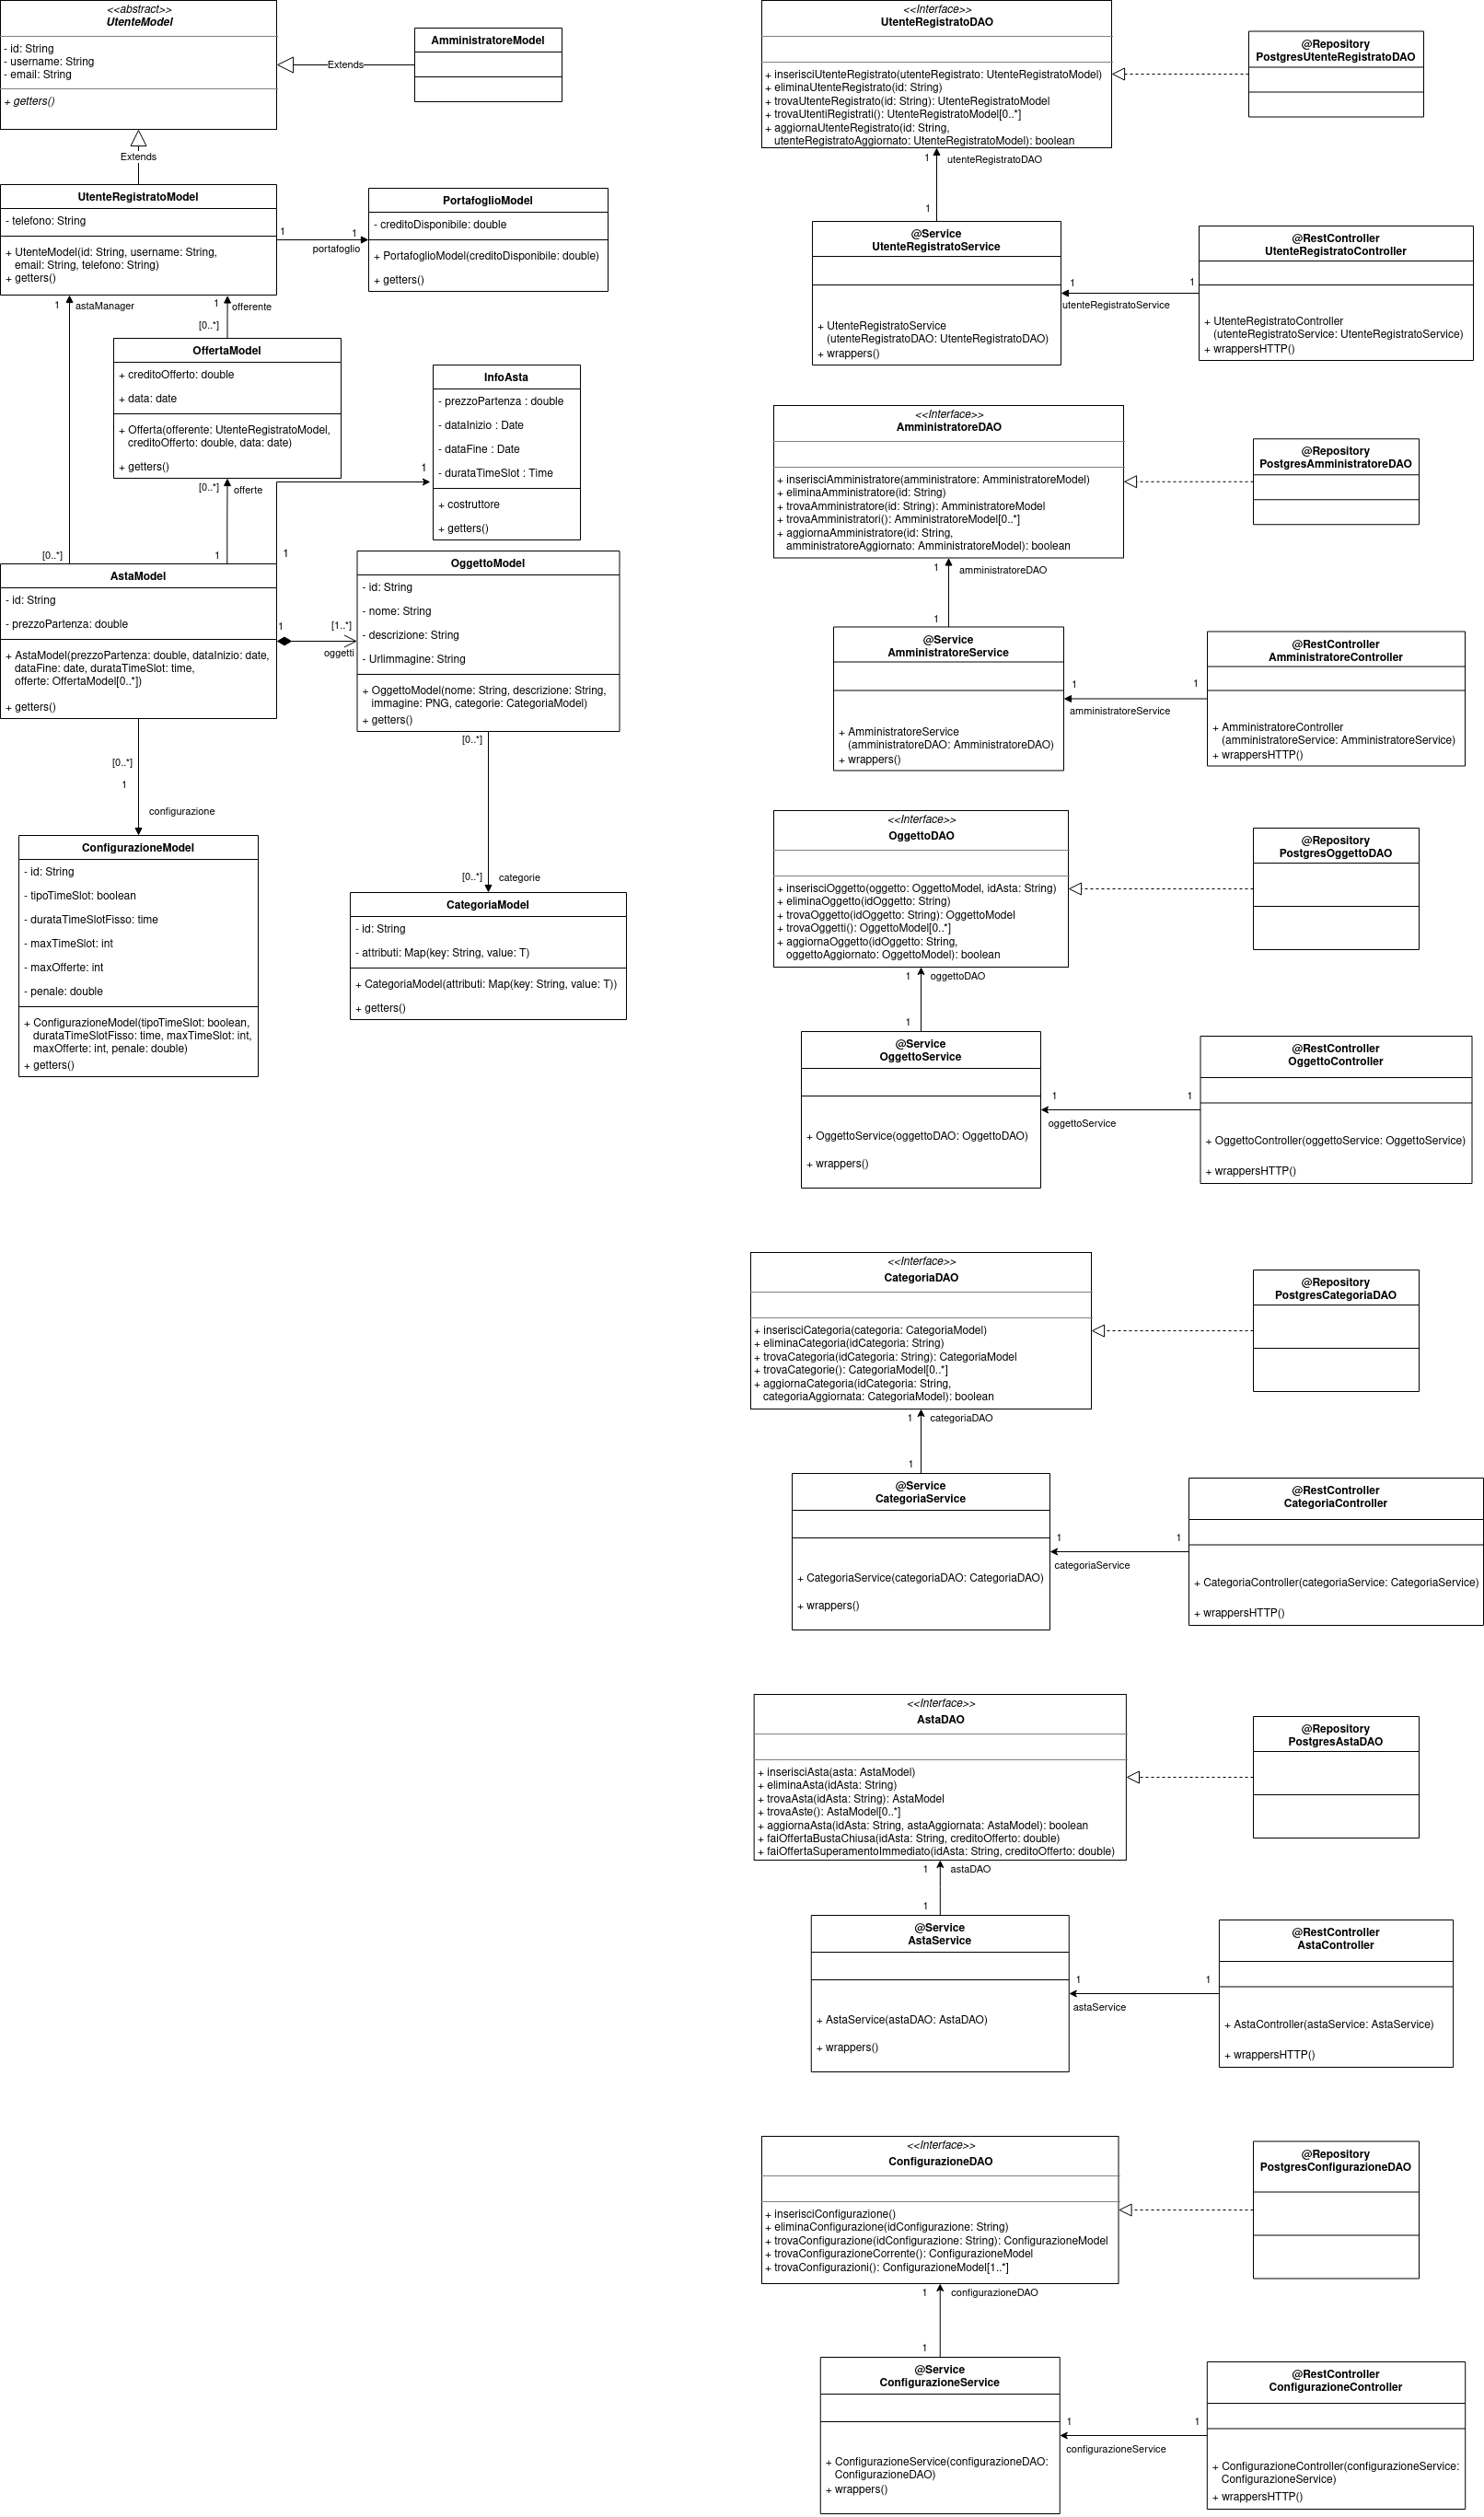 <<abstract>>
UtenteModel
- id: String
- username: String
- email: String
+ getters()
AmministratoreModel
Extends
Extends
UtenteRegistratoModel
- telefono: String
+ UtenteModel(id: String, username: String,
email: String, telefono: String)
+ getters()
1
1
portafoglio
PortafoglioModel
- creditoDisponibile: double
+ PortafoglioModel(creditoDisponibile: double)
+ getters()
1
astaManager
1
offerente
[0..*]
OffertaModel
+ creditoOfferto: double
+ data: date
+ Offerta(offerente: UtenteRegistratoModel,
creditoOfferto: double, data: date)
+ getters()
[0..*]
offerte
1
InfoAsta
- prezzoPartenza : double
- dataInizio : Date
- dataFine : Date
- durataTimeSlot : Time
+ costruttore
+ getters()
[0..*]
1
1
AstaModel
- id: String
- prezzoPartenza: double
+ AstaModel(prezzoPartenza: double, dataInizio: date,
dataFine: date, durataTimeSlot: time,
offerte: OffertaModel[0..*])
+ getters()
1
[1..*]
oggetti
OggettoModel
- id: String
- nome: String
- descrizione: String
- UrlImmagine: String
+ OggettoModel(nome: String, descrizione: String,
immagine: PNG, categorie: CategoriaModel)
+ getters()
[0..*]
[0..*]
1
configurazione
ConfigurazioneModel
- id: String
- tipoTimeSlot: boolean
- durataTimeSlotFisso: time
- maxTimeSlot: int
- maxOfferte: int
- penale: double
+ ConfigurazioneModel(tipoTimeSlot: boolean,
durataTimeSlotFisso: time, maxTimeSlot: int,
maxOfferte: int, penale: double)
+ getters()
[0..*]
categorie
CategoriaModel
- id: String
- attributi: Map(key: String, value: T)
+ CategoriaModel(attributi: Map(key: String, value: T))
+ getters()
<<Interface>>
UtenteRegistratoDAO
+ inserisciUtenteRegistrato(utenteRegistrato: UtenteRegistratoModel)
+ eliminaUtenteRegistrato(id: String)
+ trovaUtenteRegistrato(id: String): UtenteRegistratoModel
+ trovaUtentiRegistrati(): UtenteRegistratoModel[0..*]
+ aggiornaUtenteRegistrato(id: String,
utenteRegistratoAggiornato: UtenteRegistratoModel): boolean
@Repository
PostgresUtenteRegistratoDAO
1
utenteRegistratoDAO
1
@Service
UtenteRegistratoService
+ UtenteRegistratoService
(utenteRegistratoDAO: UtenteRegistratoDAO)
+ wrappers()
1
1
utenteRegistratoService
@RestController
UtenteRegistratoController
+ UtenteRegistratoController
(utenteRegistratoService: UtenteRegistratoService)
+ wrappersHTTP()
<<Interface>>
AmministratoreDAO
+ inserisciAmministratore(amministratore: AmministratoreModel)
+ eliminaAmministratore(id: String)
+ trovaAmministratore(id: String): AmministratoreModel
+ trovaAmministratori(): AmministratoreModel[0..*]
+ aggiornaAmministratore(id: String,
amministratoreAggiornato: AmministratoreModel): boolean
@Repository
PostgresAmministratoreDAO
1
amministratoreDAO
1
@Service
AmministratoreService
+ AmministratoreService
(amministratoreDAO: AmministratoreDAO)
+ wrappers()
1
1
amministratoreService
@RestController
AmministratoreController
+ AmministratoreController
(amministratoreService: AmministratoreService)
+ wrappersHTTP()
<<Interface>>
OggettoDAO
+ inserisciOggetto(oggetto: OggettoModel, idAsta: String)
+ eliminaOggetto(idOggetto: String)
+ trovaOggetto(idOggetto: String): OggettoModel
+ trovaOggetti(): OggettoModel[0..*]
+ aggiornaOggetto(idOggetto: String,
oggettoAggiornato: OggettoModel): boolean
@Repository
PostgresOggettoDAO
1
oggettoDAO
1
@Service
OggettoService
+ OggettoService(oggettoDAO: OggettoDAO)
+ wrappers()
1
1
oggettoService
@RestController
OggettoController
+ OggettoController(oggettoService: OggettoService)
+ wrappersHTTP()
<<Interface>>
CategoriaDAO
+ inserisciCategoria(categoria: CategoriaModel)
+ eliminaCategoria(idCategoria: String)
+ trovaCategoria(idCategoria: String): CategoriaModel
+ trovaCategorie(): CategoriaModel[0..*]
+ aggiornaCategoria(idCategoria: String,
categoriaAggiornata: CategoriaModel): boolean
@Repository
PostgresCategoriaDAO
1
categoriaDAO
1
@Service
CategoriaService
+ CategoriaService(categoriaDAO: CategoriaDAO)
+ wrappers()
1
1
categoriaService
@RestController
CategoriaController
+ CategoriaController(categoriaService: CategoriaService)
+ wrappersHTTP()
<<Interface>>
AstaDAO
+ inserisciAsta(asta: AstaModel)
+ eliminaAsta(idAsta: String)
+ trovaAsta(idAsta: String): AstaModel
+ trovaAste(): AstaModel[0..*]
+ aggiornaAsta(idAsta: String, astaAggiornata: AstaModel): boolean
+ faiOffertaBustaChiusa(idAsta: String, creditoOfferto: double)
+ faiOffertaSuperamentoImmediato(idAsta: String, creditoOfferto: double)
@Repository
PostgresAstaDAO
1
astaDAO
1
@Service
AstaService
+ AstaService(astaDAO: AstaDAO)
+ wrappers()
1
1
astaService
@RestController
AstaController
+ AstaController(astaService: AstaService)
+ wrappersHTTP()
<<Interface>>
ConfigurazioneDAO
+ inserisciConfigurazione()
+ eliminaConfigurazione(idConfigurazione: String)
+ trovaConfigurazione(idConfigurazione: String): ConfigurazioneModel
+ trovaConfigurazioneCorrente(): ConfigurazioneModel
+ trovaConfigurazioni(): ConfigurazioneModel[1..*]
@Repository
PostgresConfigurazioneDAO
1
configurazioneDAO
1
@Service
ConfigurazioneService
+ ConfigurazioneService(configurazioneDAO:
ConfigurazioneDAO)
+ wrappers()
1
1
configurazioneService
@RestController
ConfigurazioneController
+ ConfigurazioneController(configurazioneService:
ConfigurazioneService)
+ wrappersHTTP()